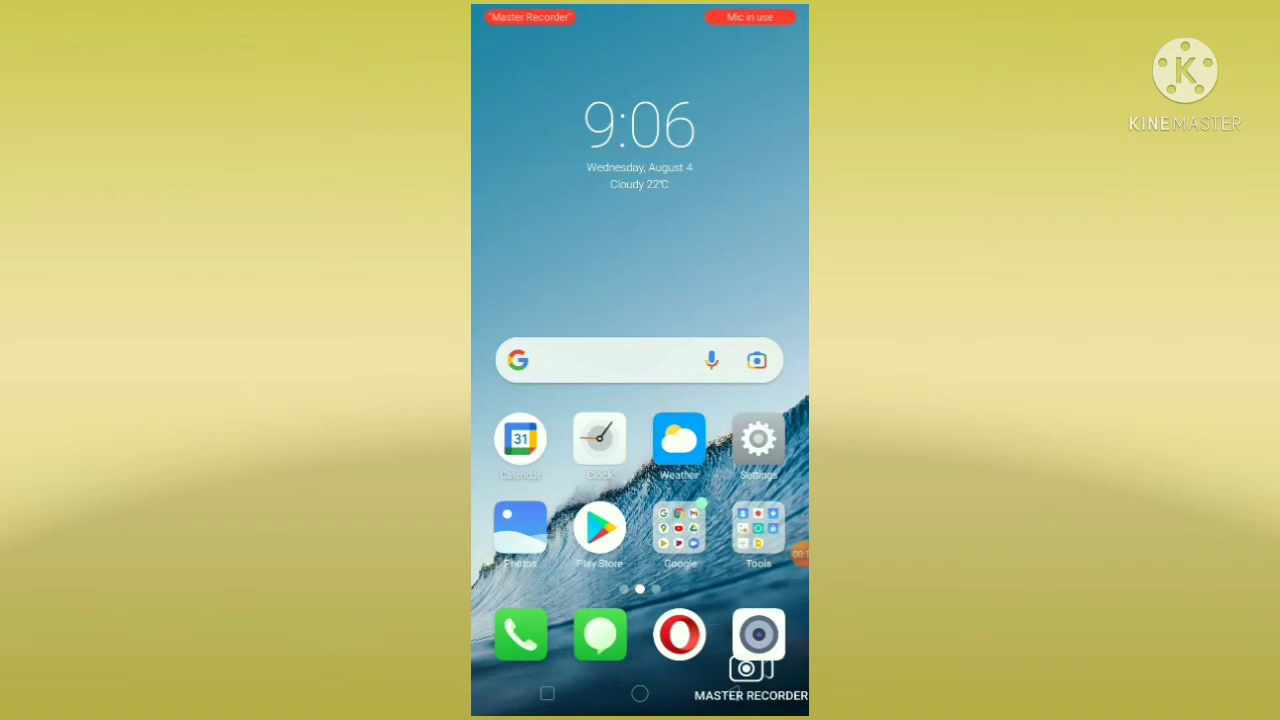 "Master Recorder"
Mic in use
KINEMASTER
9:06
Wednesday, August 4
Cloudy 22°C
31
Calendar
Clock
Weather
Settings
Photos
Play Store
Google
Tools
MASTER RECORDER